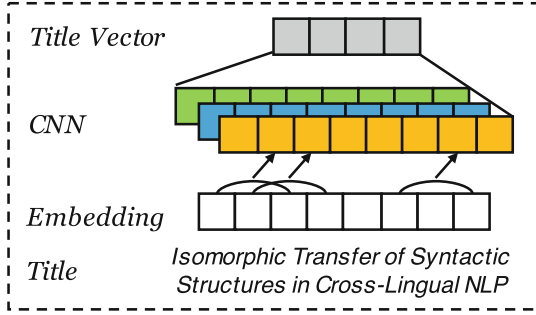 Title Vector
CNN
Embedding
Title
Isomorphic Transfer of Syntactic
Structures in Cross-Lingual NLP